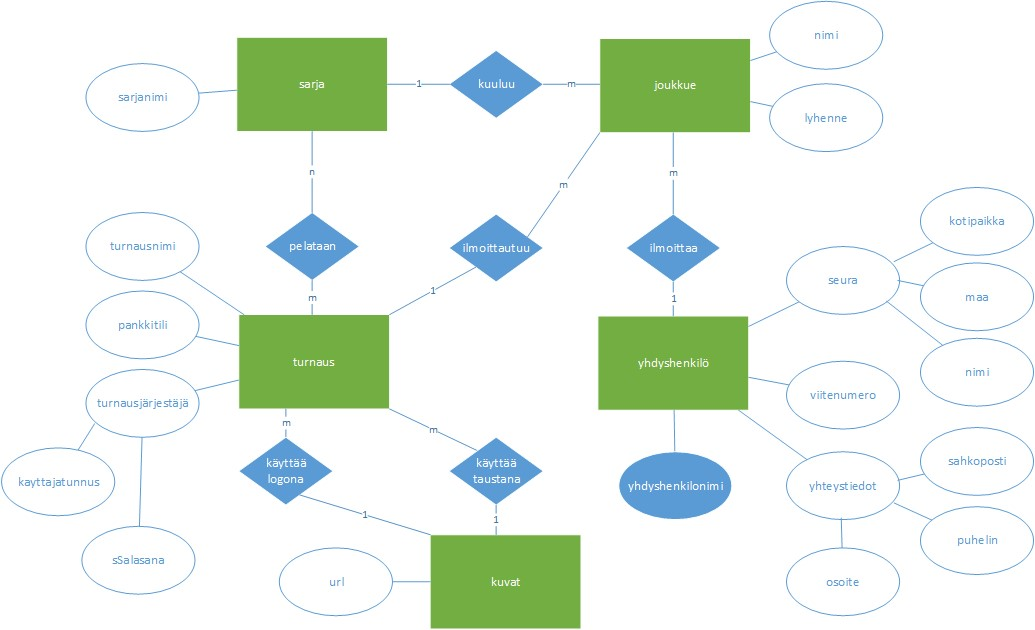 nimi
sarja
1
kuuluu
m
joukkue
sarjanimi
lyhenne
n
m
m
kotipaikka
turnausnimi
pelataan
ilmoittautuu
ilmoittaa
seura
maa
1
m
1
pankkitili
turnaus
yhdyshenkilö
nimi
turnausjärjestäjä
viitenumero
m
m
käyttää
logona
käyttää
taustana
sahkoposti
kayttajatunnus
yhdyshenkilonimi
yhteystiedot
1
1
puhelin
sSalasana
url
kuvat
osoite